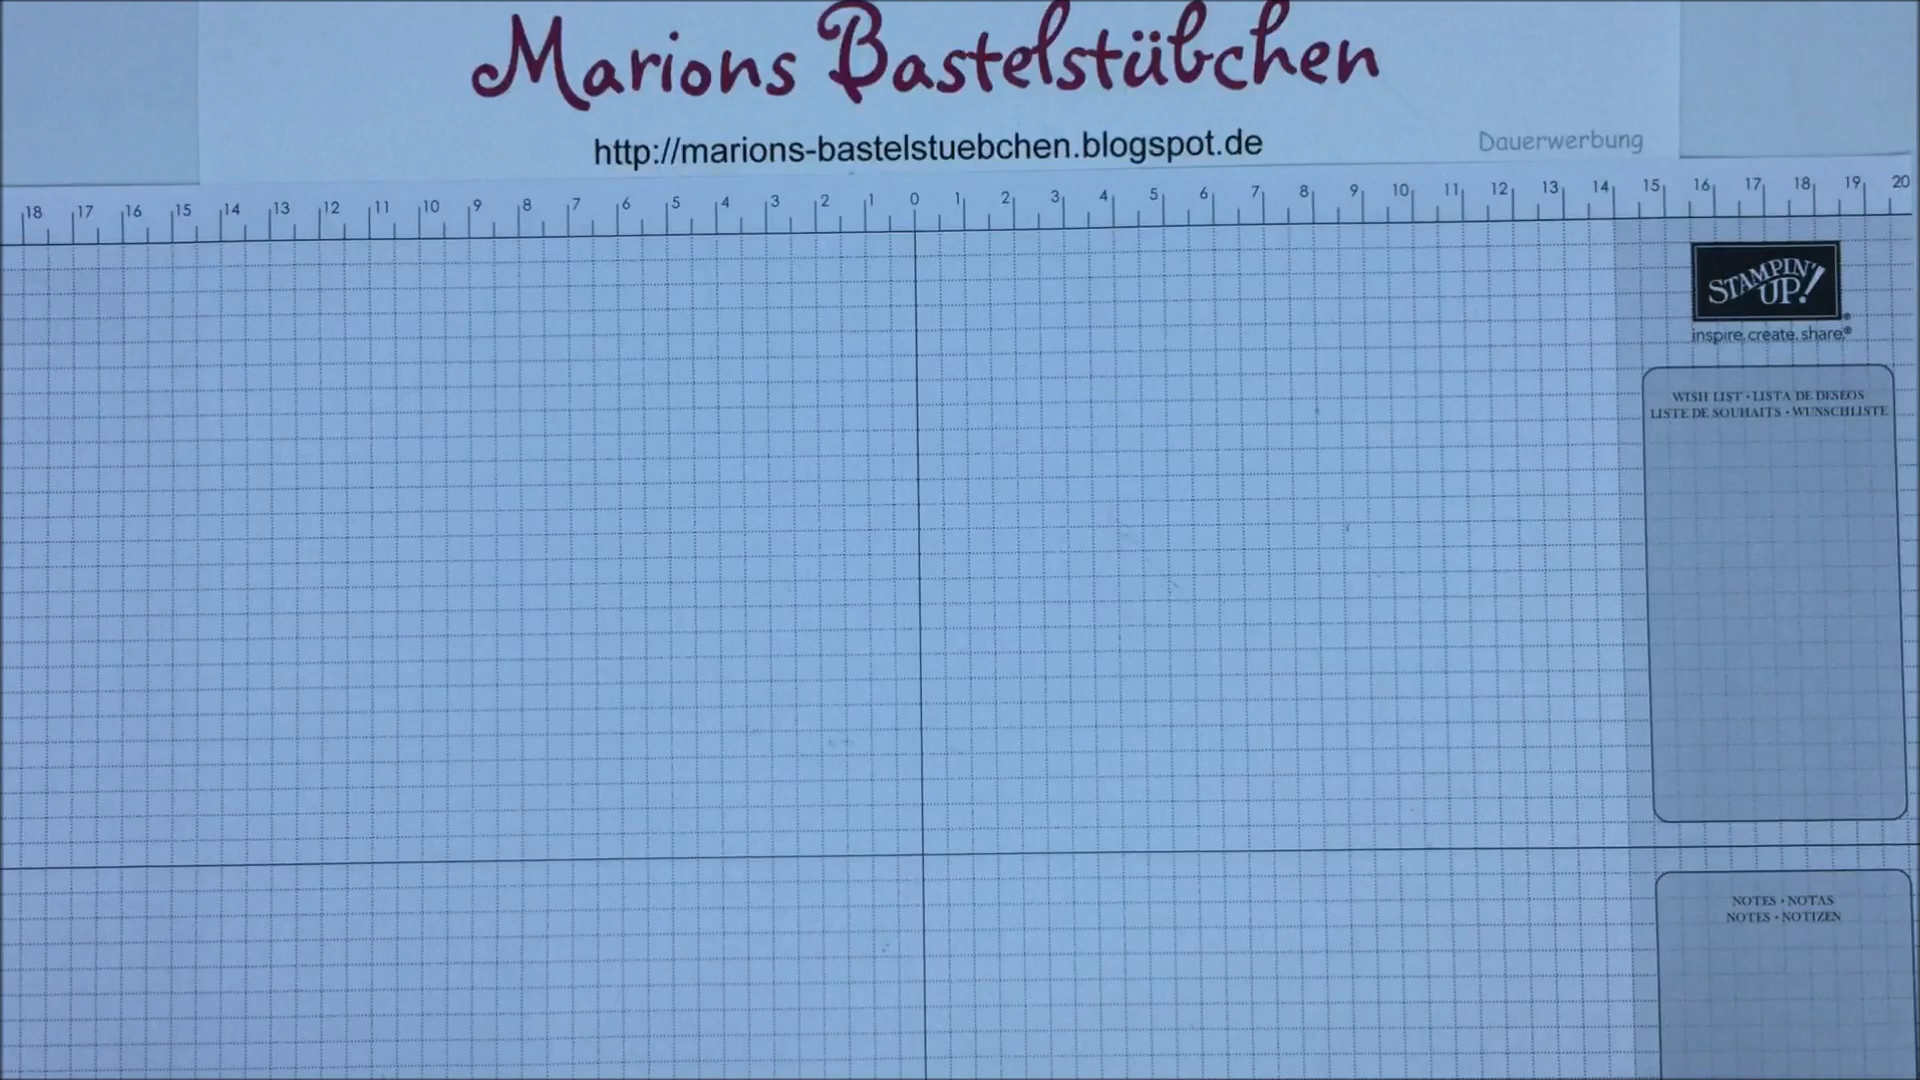 Marions Bastelstübchen
http://marions-bastelstuebchen.blogspot.de
Dauerwerbung
18 17 16 15 14 13 12 11 10 9 8 7 6 5 4 3 2 1 0 1 2 3 4 5 6 7 8 9 10 11 12 13 14 15 16 17 18 19 20
STAMPIN'
UP!®
inspire.create.share®
WISH LIST • LISTA DE DESEOS
LISTE DE SOUHAITS • WUNSCHLISTE
NOTES • NOTAS
NOTES • NOTIZEN